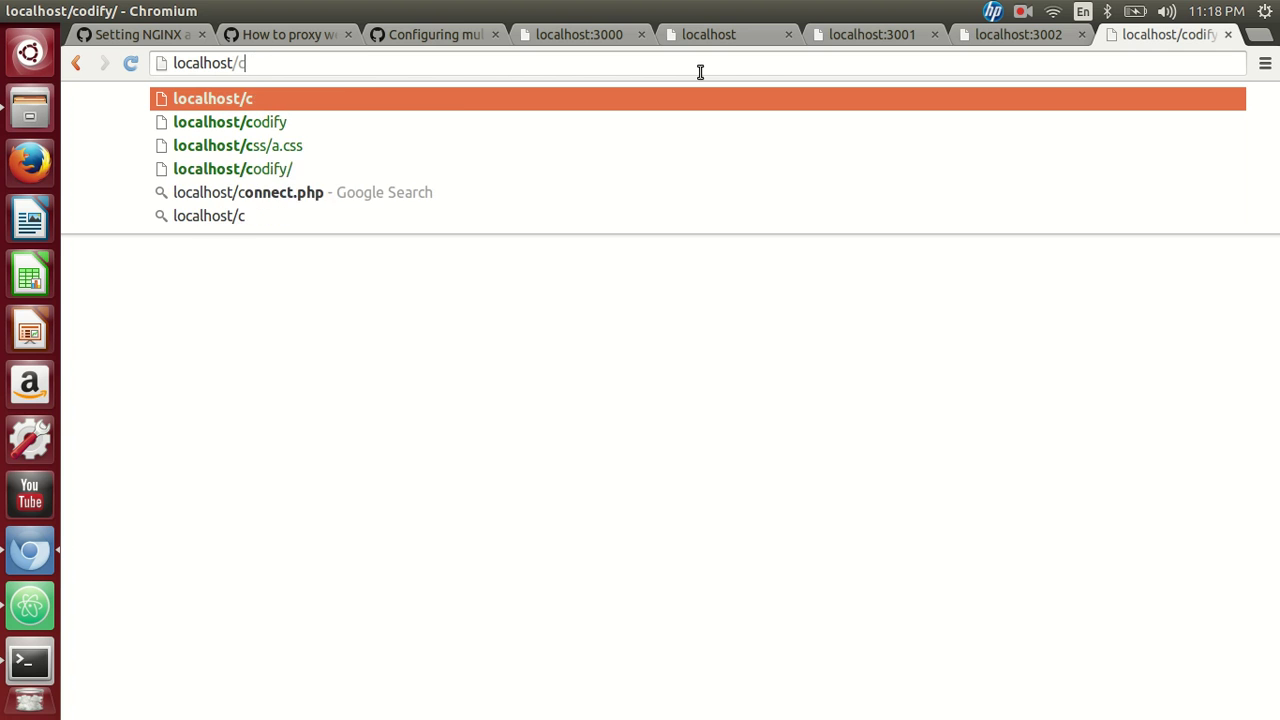 localhost/codify/ - Chromium
En
11:18 PM
Setting NGINX a
How to proxy we
Configuring mul
localhost:3000
localhost
localhost:3001
localhost:3002
localhost/codify
localhost/c
localhost/c
localhost/codify
localhost/css/a.css
localhost/codify/
localhost/connect.php - Google Search
localhost/c
a
You
Tube
>_